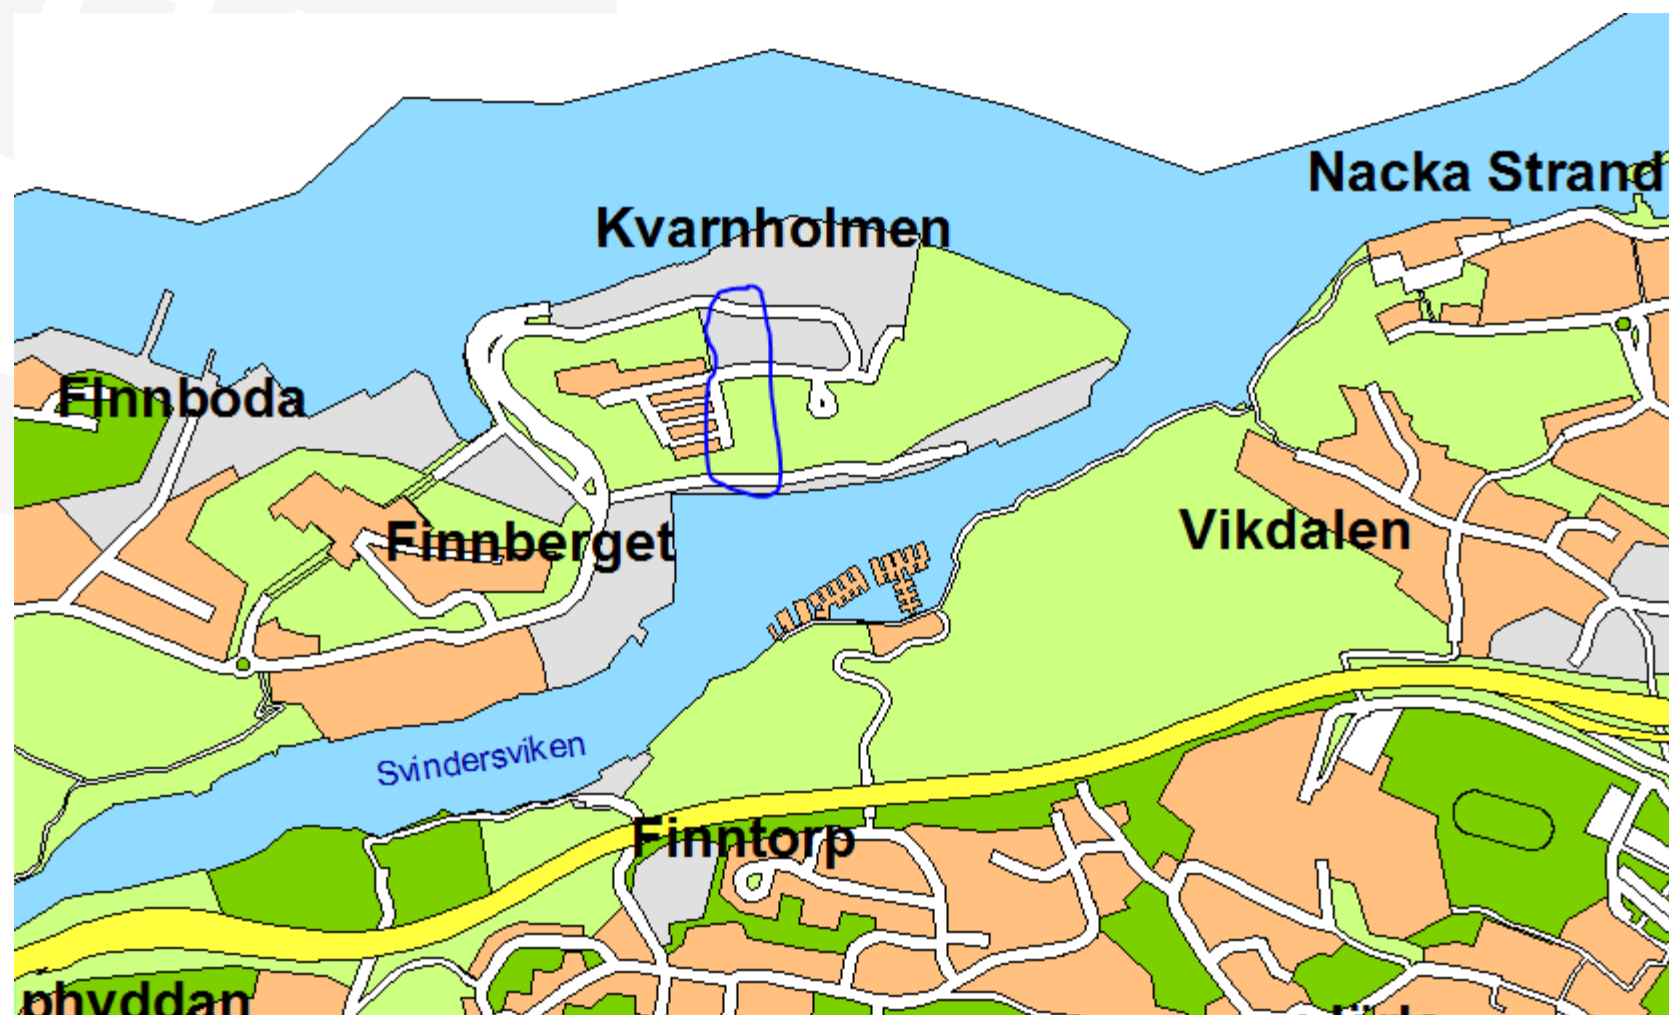 Nacka Strand
Kvarnholmen
FInnboda
Finnberget
Vikdalen
Svindersviken
Finntorp